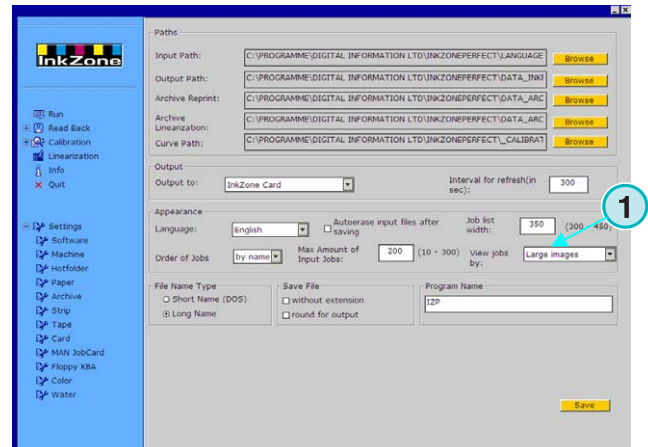 InkZone
Run
Read Back
Calibration
Linearization
Info
Quit
Settings
Software
Machine
Hotfolder
Paper
Archive
Strip
Tape
Card
MAN JobCard
Floppy KBA
Color
Water
Paths
Input Path: C:\PROGRAMME\DIGITAL INFORMATION LTD\INKZONEPERFECT\LANGUAGE Browse
Output Path: C:\PROGRAMME\DIGITAL INFORMATION LTD\INKZONEPERFECT\DATA_INKI Browse
Archive Reprint: C:\PROGRAMME\DIGITAL INFORMATION LTD\INKZONEPERFECT\DATA_ARC Browse
Archive
Linearization: C:\PROGRAMME\DIGITAL INFORMATION LTD\INKZONEPERFECT\DATA_ARC Browse
Curve Path: C:\PROGRAMME\DIGITAL INFORMATION LTD\INKZONEPERFECT\_CALIBRAT Browse
Output
Output to: InkZone Card Interval for refresh(in
sec): 300
Appearance
Language: English Autoerase input files after
saving Job list
width: 350 (300 - 450)
1
Order of Jobs by name Max Amount of
Input Jobs: 200 (10 - 300) View jobs
by: Large images
File Name Type
Short Name (DOS)
Long Name
Save File
without extension
round for output
Program Name
IZP
Save